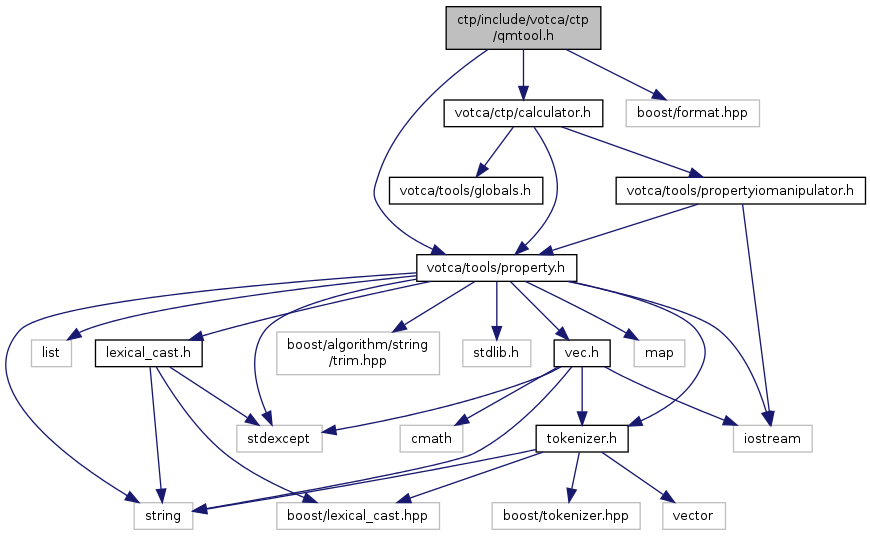 ctp/include/votca/ctp
/qmtool.h
votca/ctp/calculator.h
boost/format.hpp
votca/tools/globals.h
votca/tools/propertyiomanipulator.h
votca/tools/property.h
list
lexical_cast.h
boost/algorithm/string
/trim.hpp
stdlib.h
vec.h
map
stdexcept
cmath
tokenizer.h
iostream
string
boost/lexical_cast.hpp
boost/tokenizer.hpp
vector